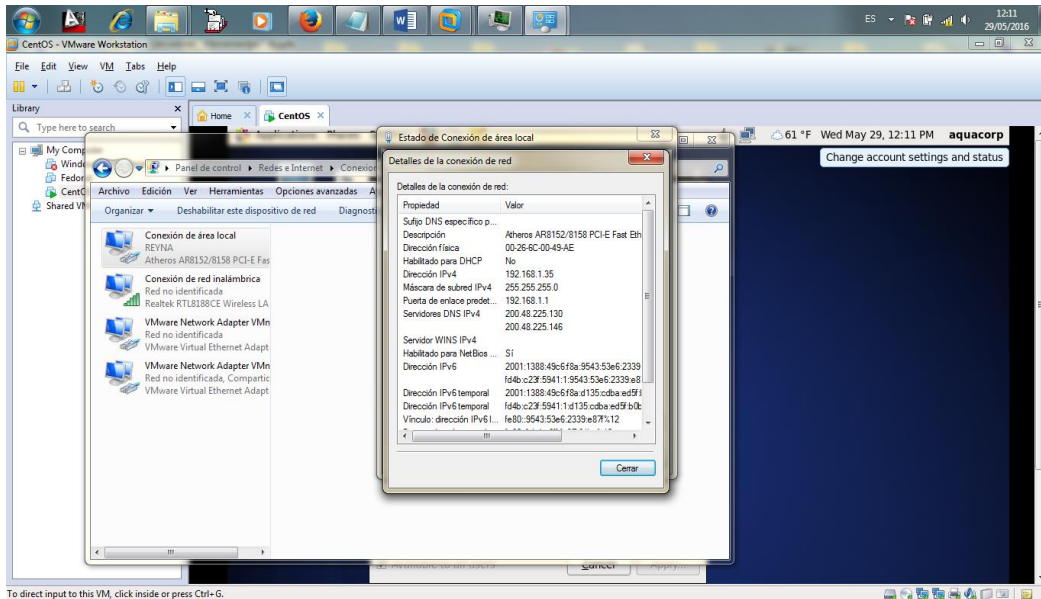 ES
12:11
29/05/2016
CentOS - VMware Workstation
File Edit View VM Tabs Help
Library
Home
CentOS
Type here to search
61 °F Wed May 29, 12:11 PM aquacorp
Change account settings and status
My Comp
Windo
Fedor
CentO
Shared VM
Panel de control ▸ Redes e Internet ▸ Conexion
Archivo Edición Ver Herramientas Opciones avanzadas A
Organizar Deshabilitar este dispositivo de red Diagnosti
Conexión de área local
REYNA
Atheros AR8152/8158 PCI-E Fas
Conexión de red inalámbrica
Red no identificada
Realtek RTL8188CE Wireless LA
VMware Network Adapter VMn
Red no identificada
VMware Virtual Ethernet Adapt
VMware Network Adapter VMn
Red no identificada, Compartic
VMware Virtual Ethernet Adapt
Estado de Conexión de área local
Detalles de la conexión de red
Detalles de la conexión de red:
Propiedad Valor
Sufijo DNS específico p...
Descripción Atheros AR8152/8158 PCI-E Fast Eth
Dirección física 00-26-6C-00-49-AE
Habilitado para DHCP No
Dirección IPv4 192.168.1.35
Máscara de subred IPv4 255.255.255.0
Puerta de enlace predet... 192.168.1.1
Servidores DNS IPv4 200.48.225.130
200.48.225.146
Servidor WINS IPv4
Habilitado para NetBios ... Sí
Dirección IPv6 2001:1388:49c6:f8a:9543:53e6:2339
fd4b:c23f:5941:1:9543:53e6:2339:e8
Dirección IPv6 temporal 2001:1388:49c6:f8a:d135:cdba:ed5f:
Dirección IPv6 temporal fd4b:c23f:5941:1:d135:cdba:ed5f:b0b
Vínculo: dirección IPv6 l... fe80::9543:53e6:2339:e87f%12
Cerrar
Available to all users Cancel Apply...
To direct input to this VM, click inside or press Ctrl+G.